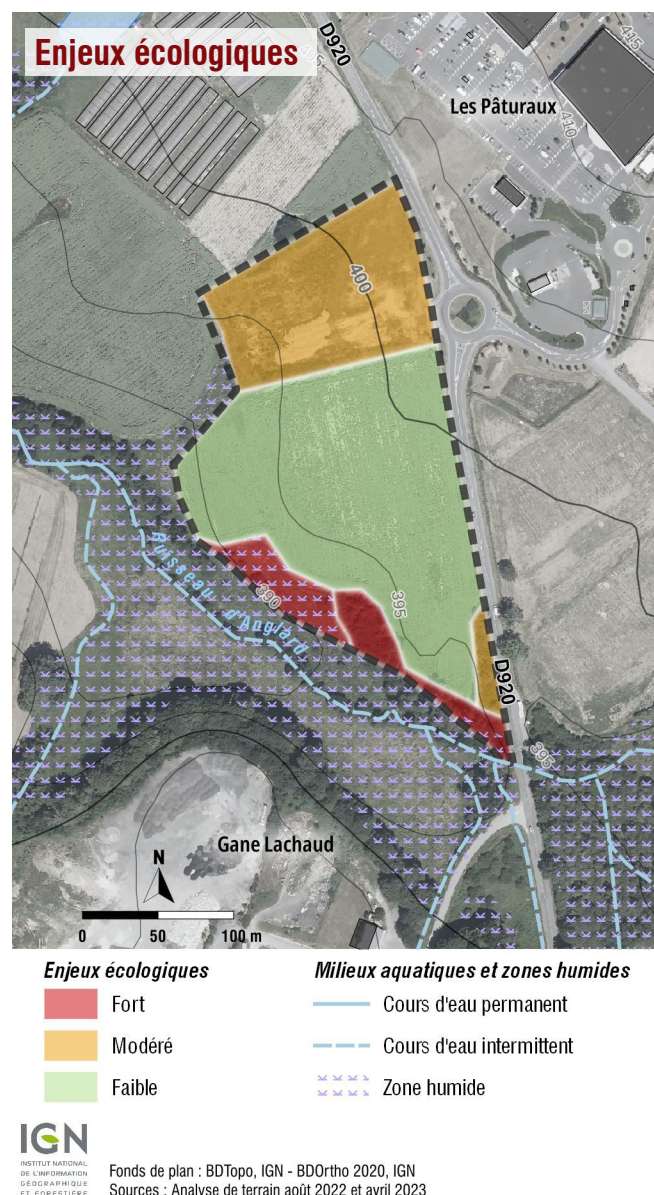 Enjeux écologiques
D920
415
Les Pâturaux
410
400
Ruisseau d'Anglard
390
395
D920
395
Gane Lachaud
N
0 50 100 m
Enjeux écologiques
Fort
Modéré
Faible
Milieux aquatiques et zones humides
Cours d'eau permanent
Cours d'eau intermittent
Zone humide
IGN
INSTITUT NATIONAL
DE L'INFORMATION
GÉOGRAPHIQUE
ET FORESTIÈRE
Fonds de plan : BDTopo, IGN - BDOrtho 2020, IGN
Sources : Analyse de terrain août 2022 et avril 2023